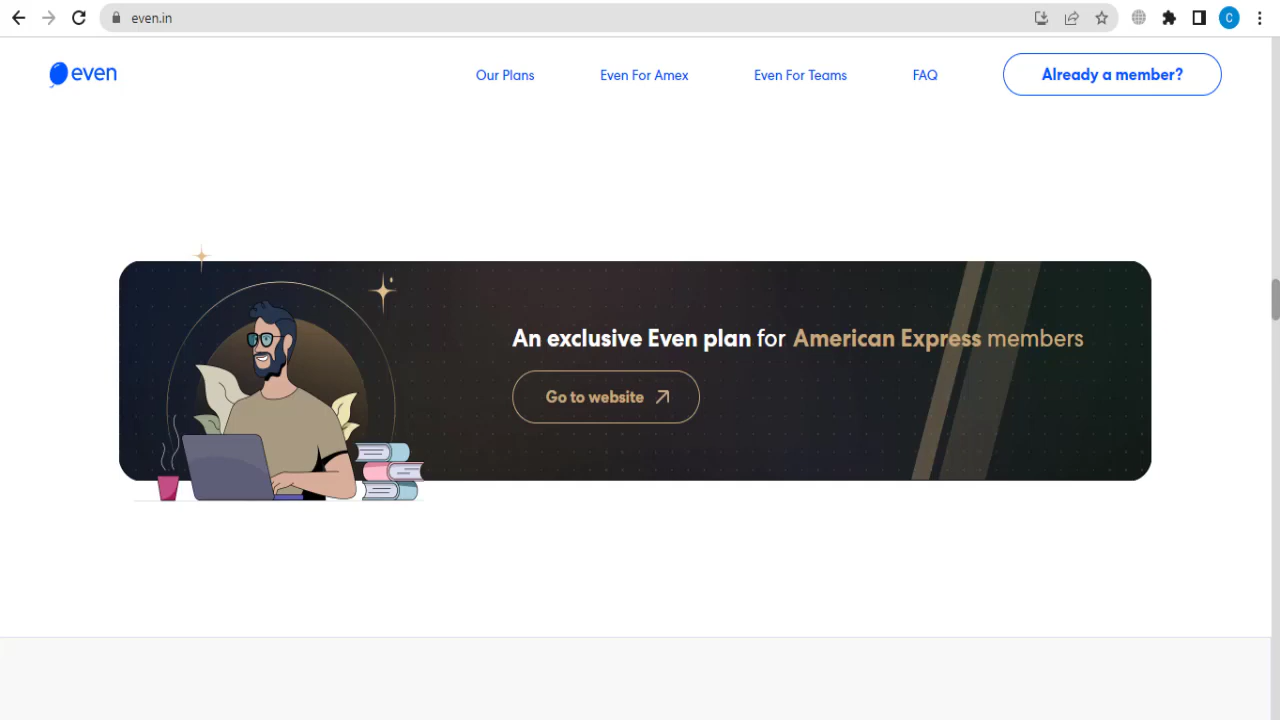 even.in
C
even
Our Plans
Even For Amex
Even For Teams
FAQ
Already a member?
An exclusive Even plan for American Express members
Go to website